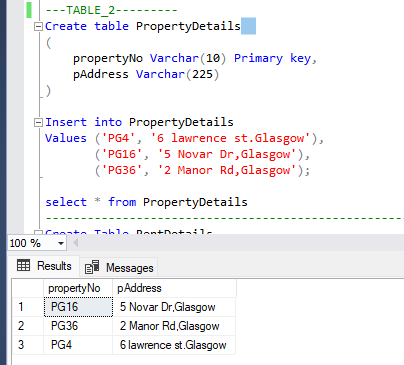 ---TABLE_2---------
Create table PropertyDetails
(
propertyNo Varchar(10) Primary key,
pAddress Varchar(225)
)
Insert into PropertyDetails
Values ('PG4', '6 lawrence st.Glasgow'),
('PG16', '5 Novar Dr,Glasgow'),
('PG36', '2 Manor Rd,Glasgow');
select * from PropertyDetails
Create Table RentDetails
100 %
Results Messages
propertyNo pAddress
1 PG16 5 Novar Dr,Glasgow
2 PG36 2 Manor Rd,Glasgow
3 PG4 6 lawrence st.Glasgow